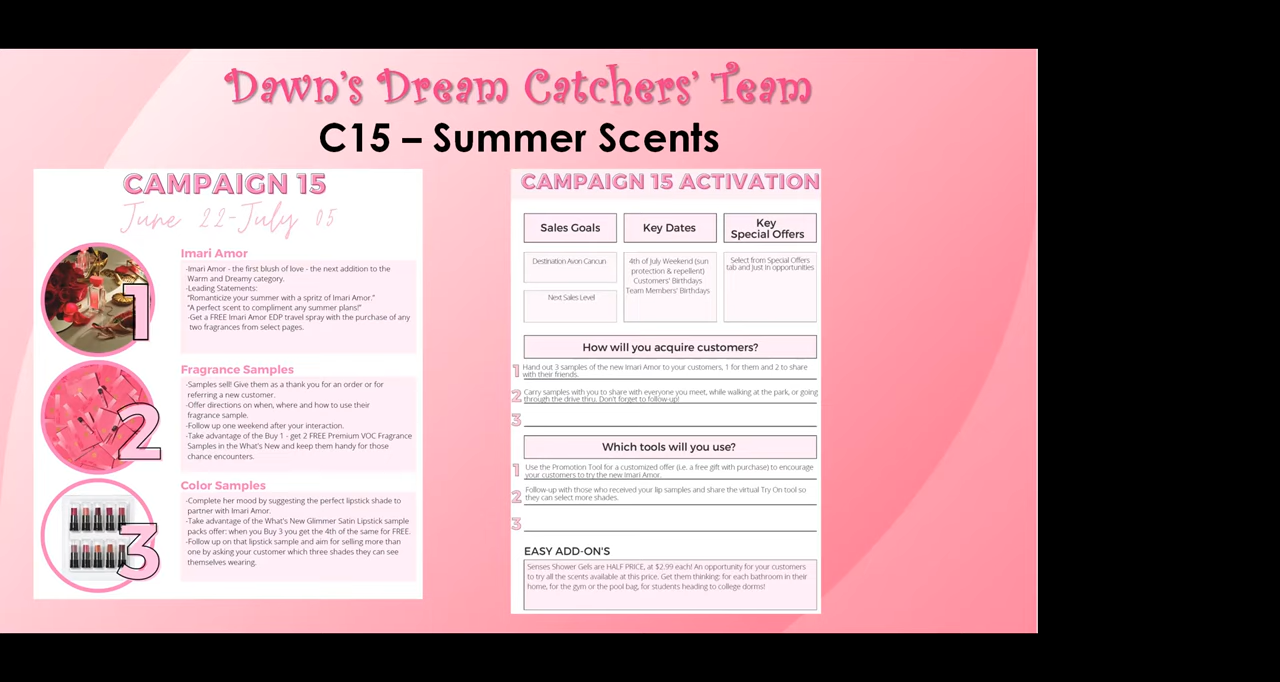 Dawn's Dream Catchers' Team
C15 – Summer Scents
CAMPAIGN 15
June 22-July 05
1
Imari Amor
-Imari Amor - the first blush of love - the next addition to the
Warm and Dreamy category.
-Leading Statements:
“Romanticize your summer with a spritz of Imari Amor.”
“A perfect scent to compliment any summer plans!”
-Get a FREE Imari Amor EDP travel spray with the purchase of any
two fragrances from select pages.
2
Fragrance Samples
-Samples sell! Give them as a thank you for an order or for
referring a new customer.
-Offer directions on when, where and how to use their
fragrance sample.
-Follow up one weekend after your interaction.
-Take advantage of the Buy 1 - get 2 FREE Premium VOC Fragrance
Samples in the What's New and keep them handy for those
chance encounters.
3
Color Samples
-Complete her mood by suggesting the perfect lipstick shade to
partner with Imari Amor.
-Take advantage of the What's New Glimmer Satin Lipstick sample
packs offer: when you Buy 3 you get the 4th of the same for FREE.
-Follow up on that lipstick sample and aim for selling more than
one by asking your customer which three shades they can see
themselves wearing.
CAMPAIGN 15 ACTIVATION
Sales Goals
Destination Avon Cancun
Next Sales Level
Key Dates
4th of July Weekend (sun
protection & repellent)
Customers' Birthdays
Team Members' Birthdays
Key
Special Offers
Select from Special Offers
tab and Just In opportunities
How will you acquire customers?
1 Hand out 3 samples of the new Imari Amor to your customers, 1 for them and 2 to share
with their friends.
2 Carry samples with you to share with everyone you meet, while walking at the park, or going
through the drive thru. Don't forget to follow-up!
3
Which tools will you use?
1 Use the Promotion Tool for a customized offer (i.e. a free gift with purchase) to encourage
your customers to try the new Imari Amor.
2 Follow-up with those who received your lip samples and share the virtual Try On tool so
they can select more shades.
3
EASY ADD-ON'S
Senses Shower Gels are HALF PRICE, at $2.99 each! An opportunity for your customers
to try all the scents available at this price. Get them thinking: for each bathroom in their
home, for the gym or the pool bag, for students heading to college dorms!